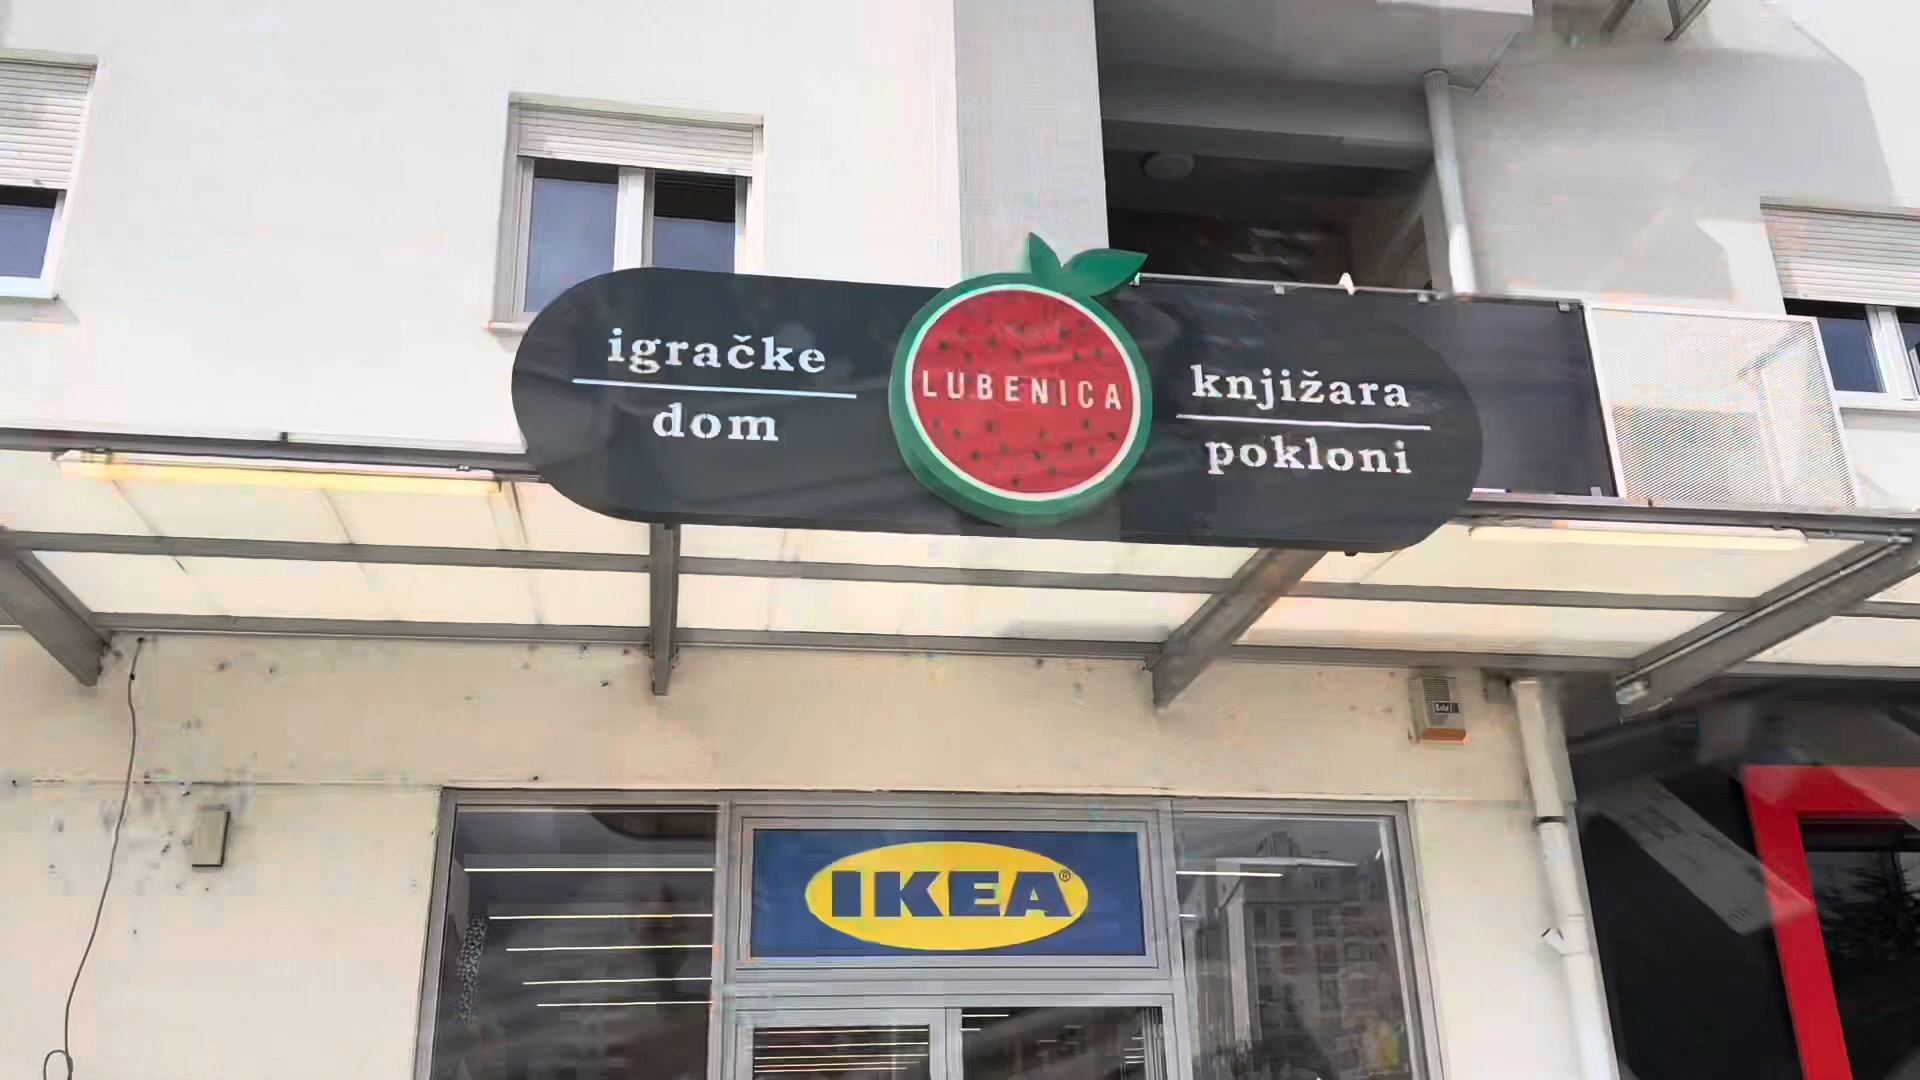 igračke
dom
LUBENICA
knjižara
pokloni
IKEA®